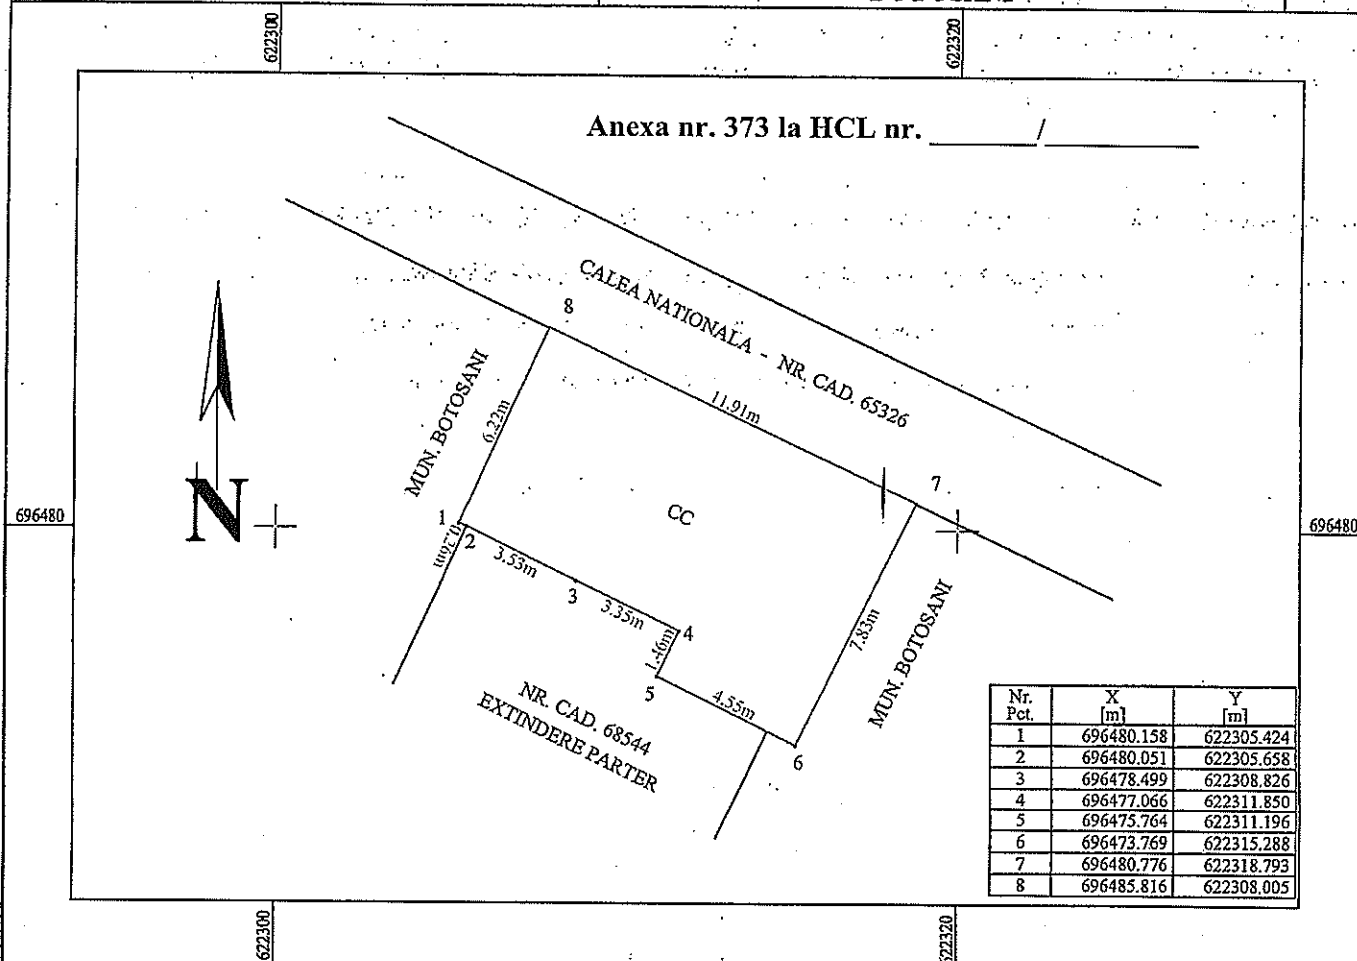 622300
622320
Anexa nr. 373 la HCL nr. ______/__________
CALEA NATIONALA - NR. CAD. 65326
8
MUN. BOTOSANI
6.22m
11.91m
7
N
696480
696480
1
CC
0.26m
2
3.53m
3
3.35m
4
1.46m
5
4.55m
6
7.83m
MUN. BOTOSANI
NR. CAD. 68544
EXTINDERE PARTER
Nr. Pct. X [m] Y [m]
1 696480.158 622305.424
2 696480.051 622305.658
3 696478.499 622308.826
4 696477.066 622311.850
5 696475.764 622311.196
6 696473.769 622315.288
7 696480.776 622318.793
8 696485.816 622308.005
622300
622320